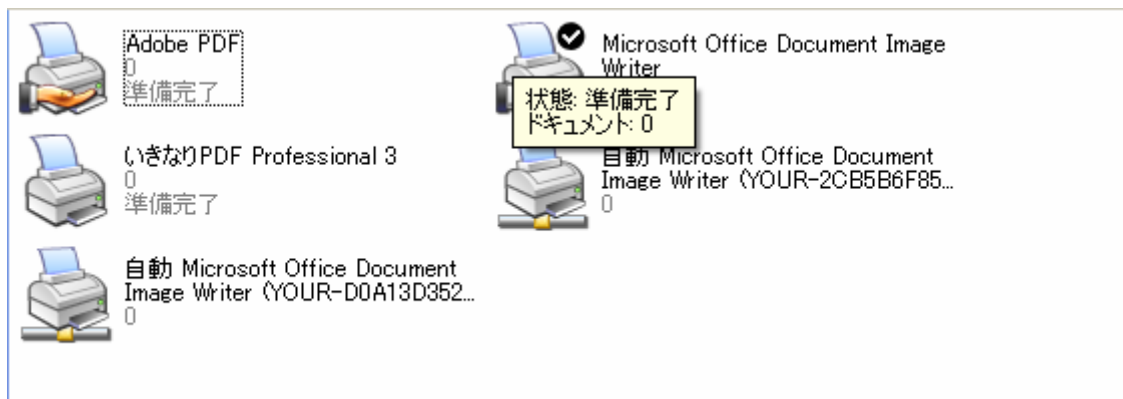 Adobe PDF
0
準備完了
Microsoft Office Document Image
Writer
状態: 準備完了
ドキュメント: 0
いきなりPDF Professional 3
0
準備完了
自動 Microsoft Office Document
Image Writer (YOUR-2CB5B6F85...
0
自動 Microsoft Office Document
Image Writer (YOUR-D0A13D352...
0